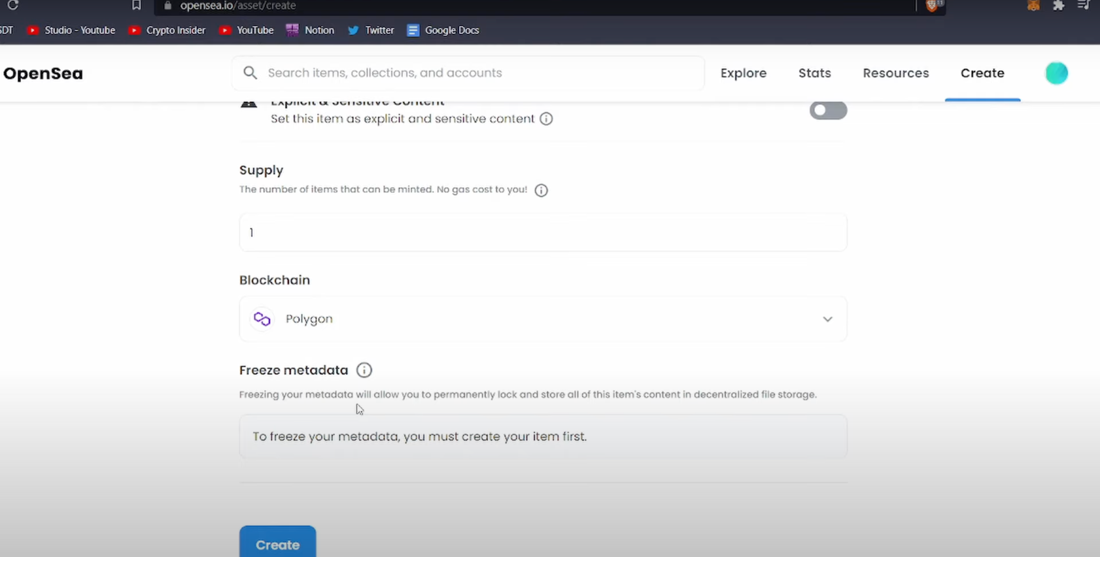 opensea.io/asset/create
SDT Studio - Youtube Crypto Insider YouTube Notion Twitter Google Docs
OpenSea Search items, collections, and accounts Explore Stats Resources Create
Explicit & Sensitive Content
Set this item as explicit and sensitive content
Supply
The number of items that can be minted. No gas cost to you!
1
Blockchain
Polygon
Freeze metadata
Freezing your metadata will allow you to permanently lock and store all of this item's content in decentralized file storage.
To freeze your metadata, you must create your item first.
Create